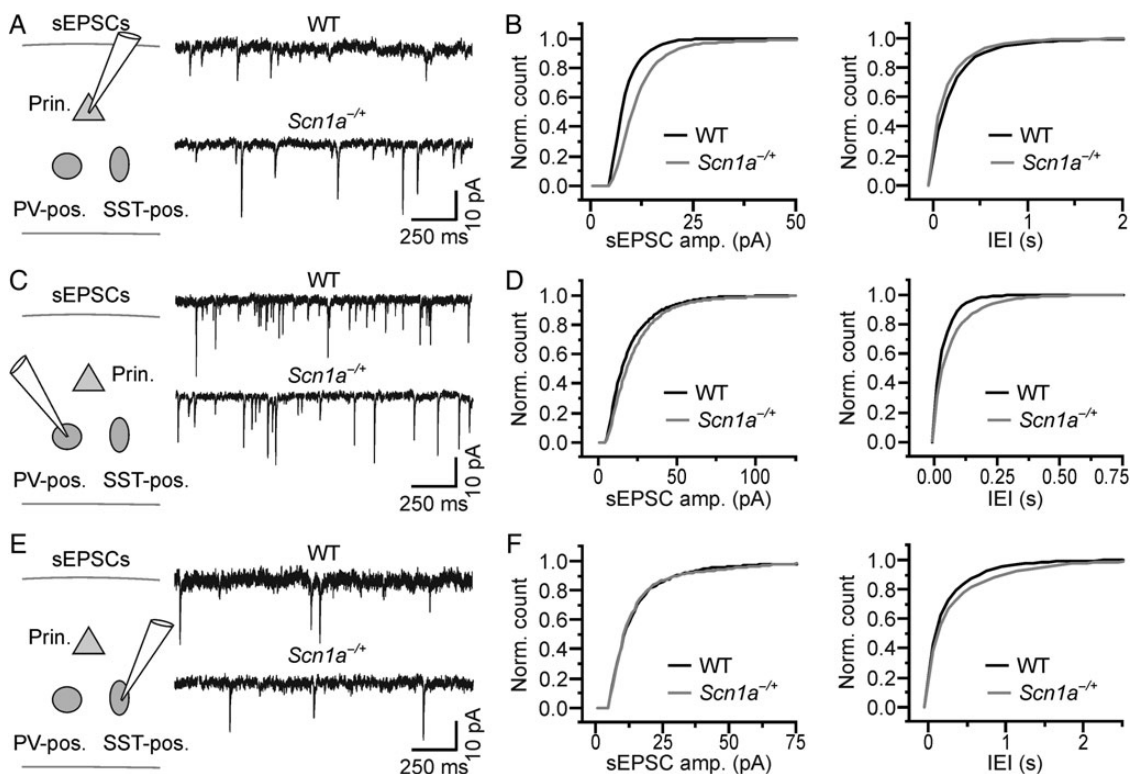 A
sEPSCs
Prin.
PV-pos. SST-pos.
WT
Scn1a⁻/⁺
10 pA
250 ms
B
Norm. count
1.0
0.8
0.6
0.4
0.2
0.0
WT
Scn1a⁻/⁺
0 25 50
sEPSC amp. (pA)
Norm. count
1.0
0.8
0.6
0.4
0.2
0.0
WT
Scn1a⁻/⁺
0 1 2
IEI (s)
C
sEPSCs
Prin.
PV-pos. SST-pos.
WT
Scn1a⁻/⁺
10 pA
250 ms
D
Norm. count
1.0
0.8
0.6
0.4
0.2
0.0
WT
Scn1a⁻/⁺
0 50 100
sEPSC amp. (pA)
Norm. count
1.0
0.8
0.6
0.4
0.2
0.0
WT
Scn1a⁻/⁺
0.00 0.25 0.50 0.75
IEI (s)
E
sEPSCs
Prin.
PV-pos. SST-pos.
WT
Scn1a⁻/⁺
10 pA
250 ms
F
Norm. count
1.0
0.8
0.6
0.4
0.2
0.0
WT
Scn1a⁻/⁺
0 25 50 75
sEPSC amp. (pA)
Norm. count
1.0
0.8
0.6
0.4
0.2
0.0
WT
Scn1a⁻/⁺
0 1 2
IEI (s)